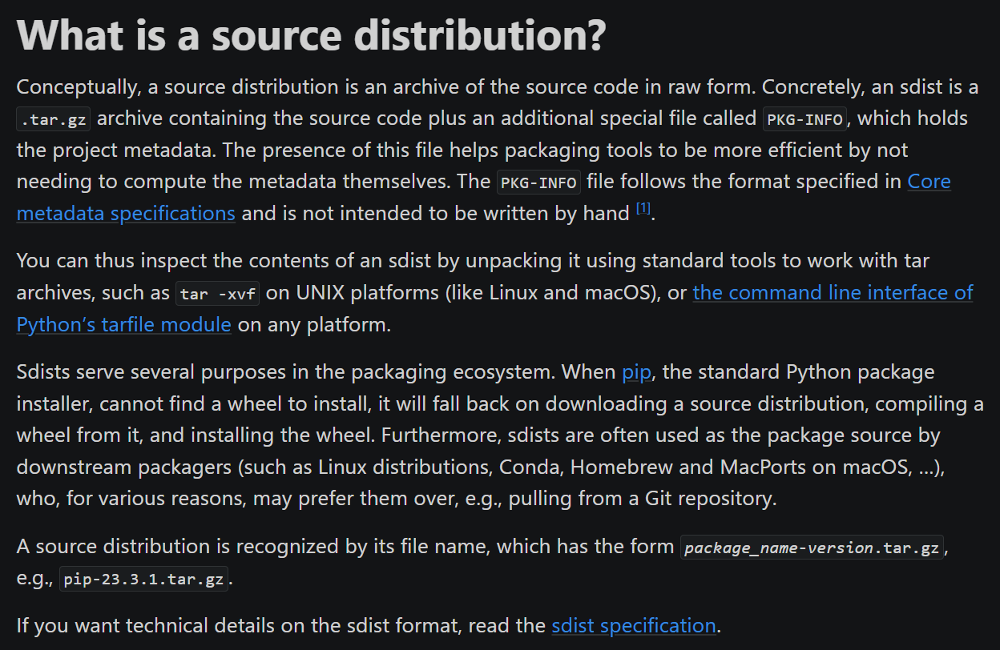 What is a source distribution?
Conceptually, a source distribution is an archive of the source code in raw form. Concretely, an sdist is a
.tar.gz archive containing the source code plus an additional special file called PKG-INFO, which holds
the project metadata. The presence of this file helps packaging tools to be more efficient by not
needing to compute the metadata themselves. The PKG-INFO file follows the format specified in Core
metadata specifications and is not intended to be written by hand [1].
You can thus inspect the contents of an sdist by unpacking it using standard tools to work with tar
archives, such as tar -xvf on UNIX platforms (like Linux and macOS), or the command line interface of
Python’s tarfile module on any platform.
Sdists serve several purposes in the packaging ecosystem. When pip, the standard Python package
installer, cannot find a wheel to install, it will fall back on downloading a source distribution, compiling a
wheel from it, and installing the wheel. Furthermore, sdists are often used as the package source by
downstream packagers (such as Linux distributions, Conda, Homebrew and MacPorts on macOS, …),
who, for various reasons, may prefer them over, e.g., pulling from a Git repository.
A source distribution is recognized by its file name, which has the form package_name-version.tar.gz,
e.g., pip-23.3.1.tar.gz.
If you want technical details on the sdist format, read the sdist specification.